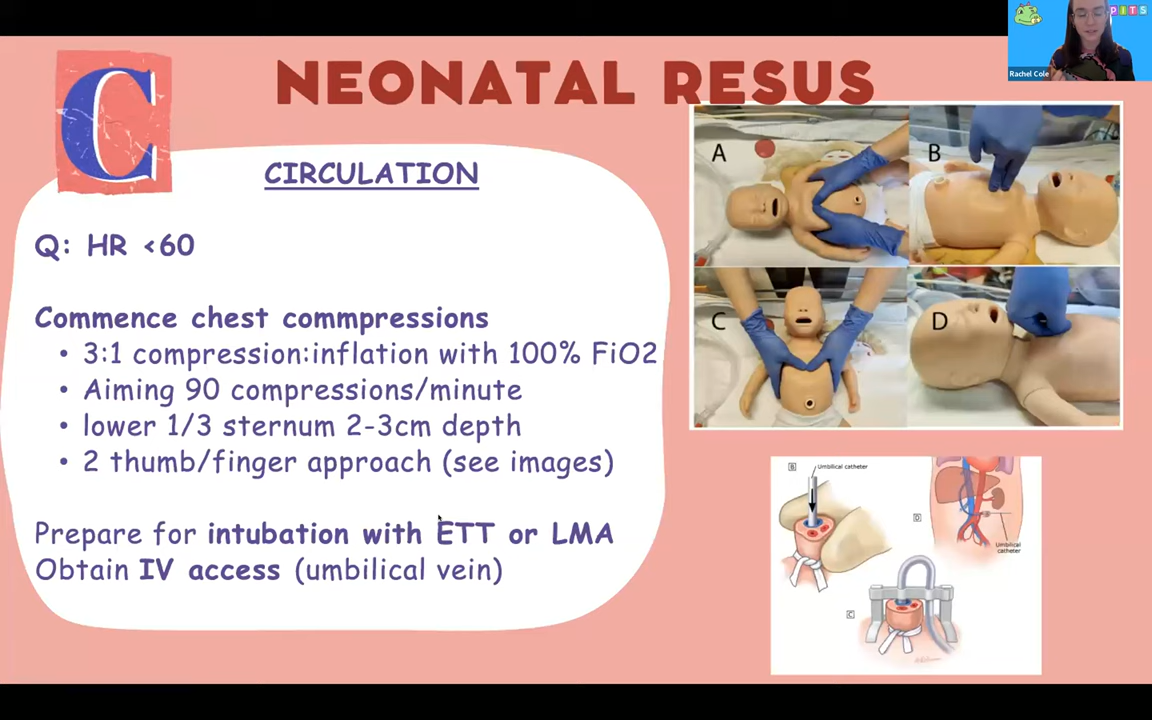 C
NEONATAL RESUS
PITS
Rachel Cole
CIRCULATION
Q: HR <60
Commence chest commpressions
• 3:1 compression:inflation with 100% FiO2
• Aiming 90 compressions/minute
• lower 1/3 sternum 2-3cm depth
• 2 thumb/finger approach (see images)
Prepare for intubation with ETT or LMA
Obtain IV access (umbilical vein)
A
B
C
D
B
Umbilical catheter
D
Umbilical
catheter
C